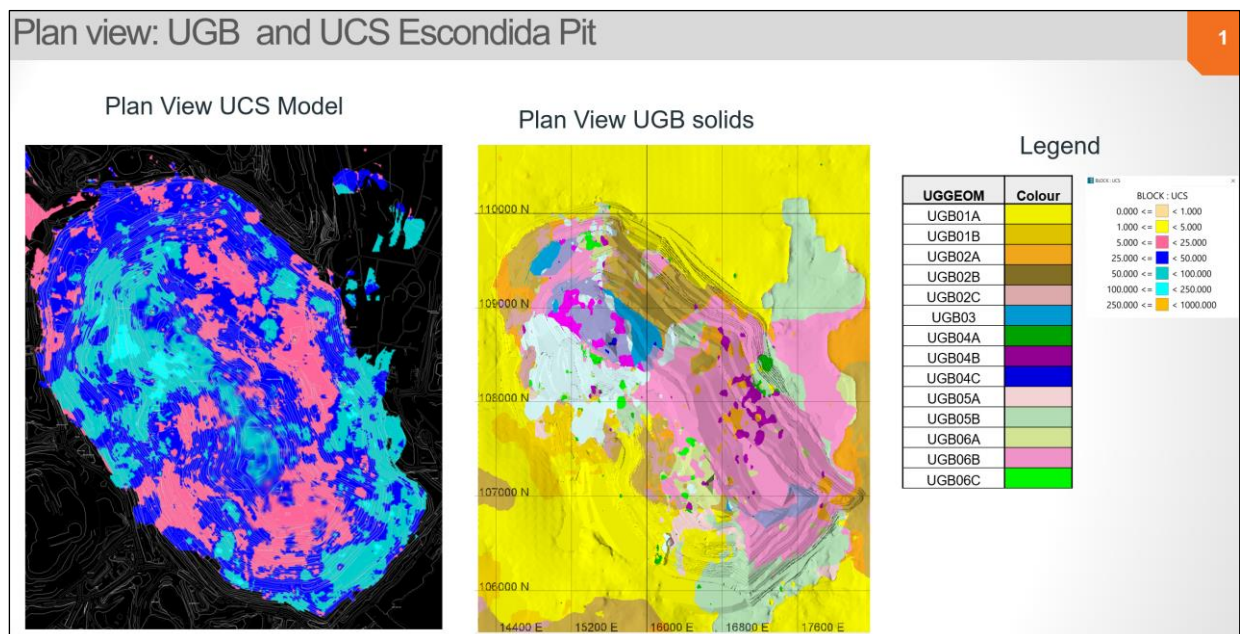 Plan view: UGB and UCS Escondida Pit
1
Plan View UCS Model
Plan View UGB solids
110000 N
109000 N
108000 N
107000 N
106000 N
14400 E 15200 E 16000 E 16800 E 17600 E
Legend
UGGEOM Colour
UGB01A
UGB01B
UGB02A
UGB02B
UGB02C
UGB03
UGB04A
UGB04B
UGB04C
UGB05A
UGB05B
UGB06A
UGB06B
UGB06C
BLOCK : UCS
BLOCK : UCS
0.000 <= < 1.000
1.000 <= < 5.000
5.000 <= < 25.000
25.000 <= < 50.000
50.000 <= < 100.000
100.000 <= < 250.000
250.000 <= < 1000.000